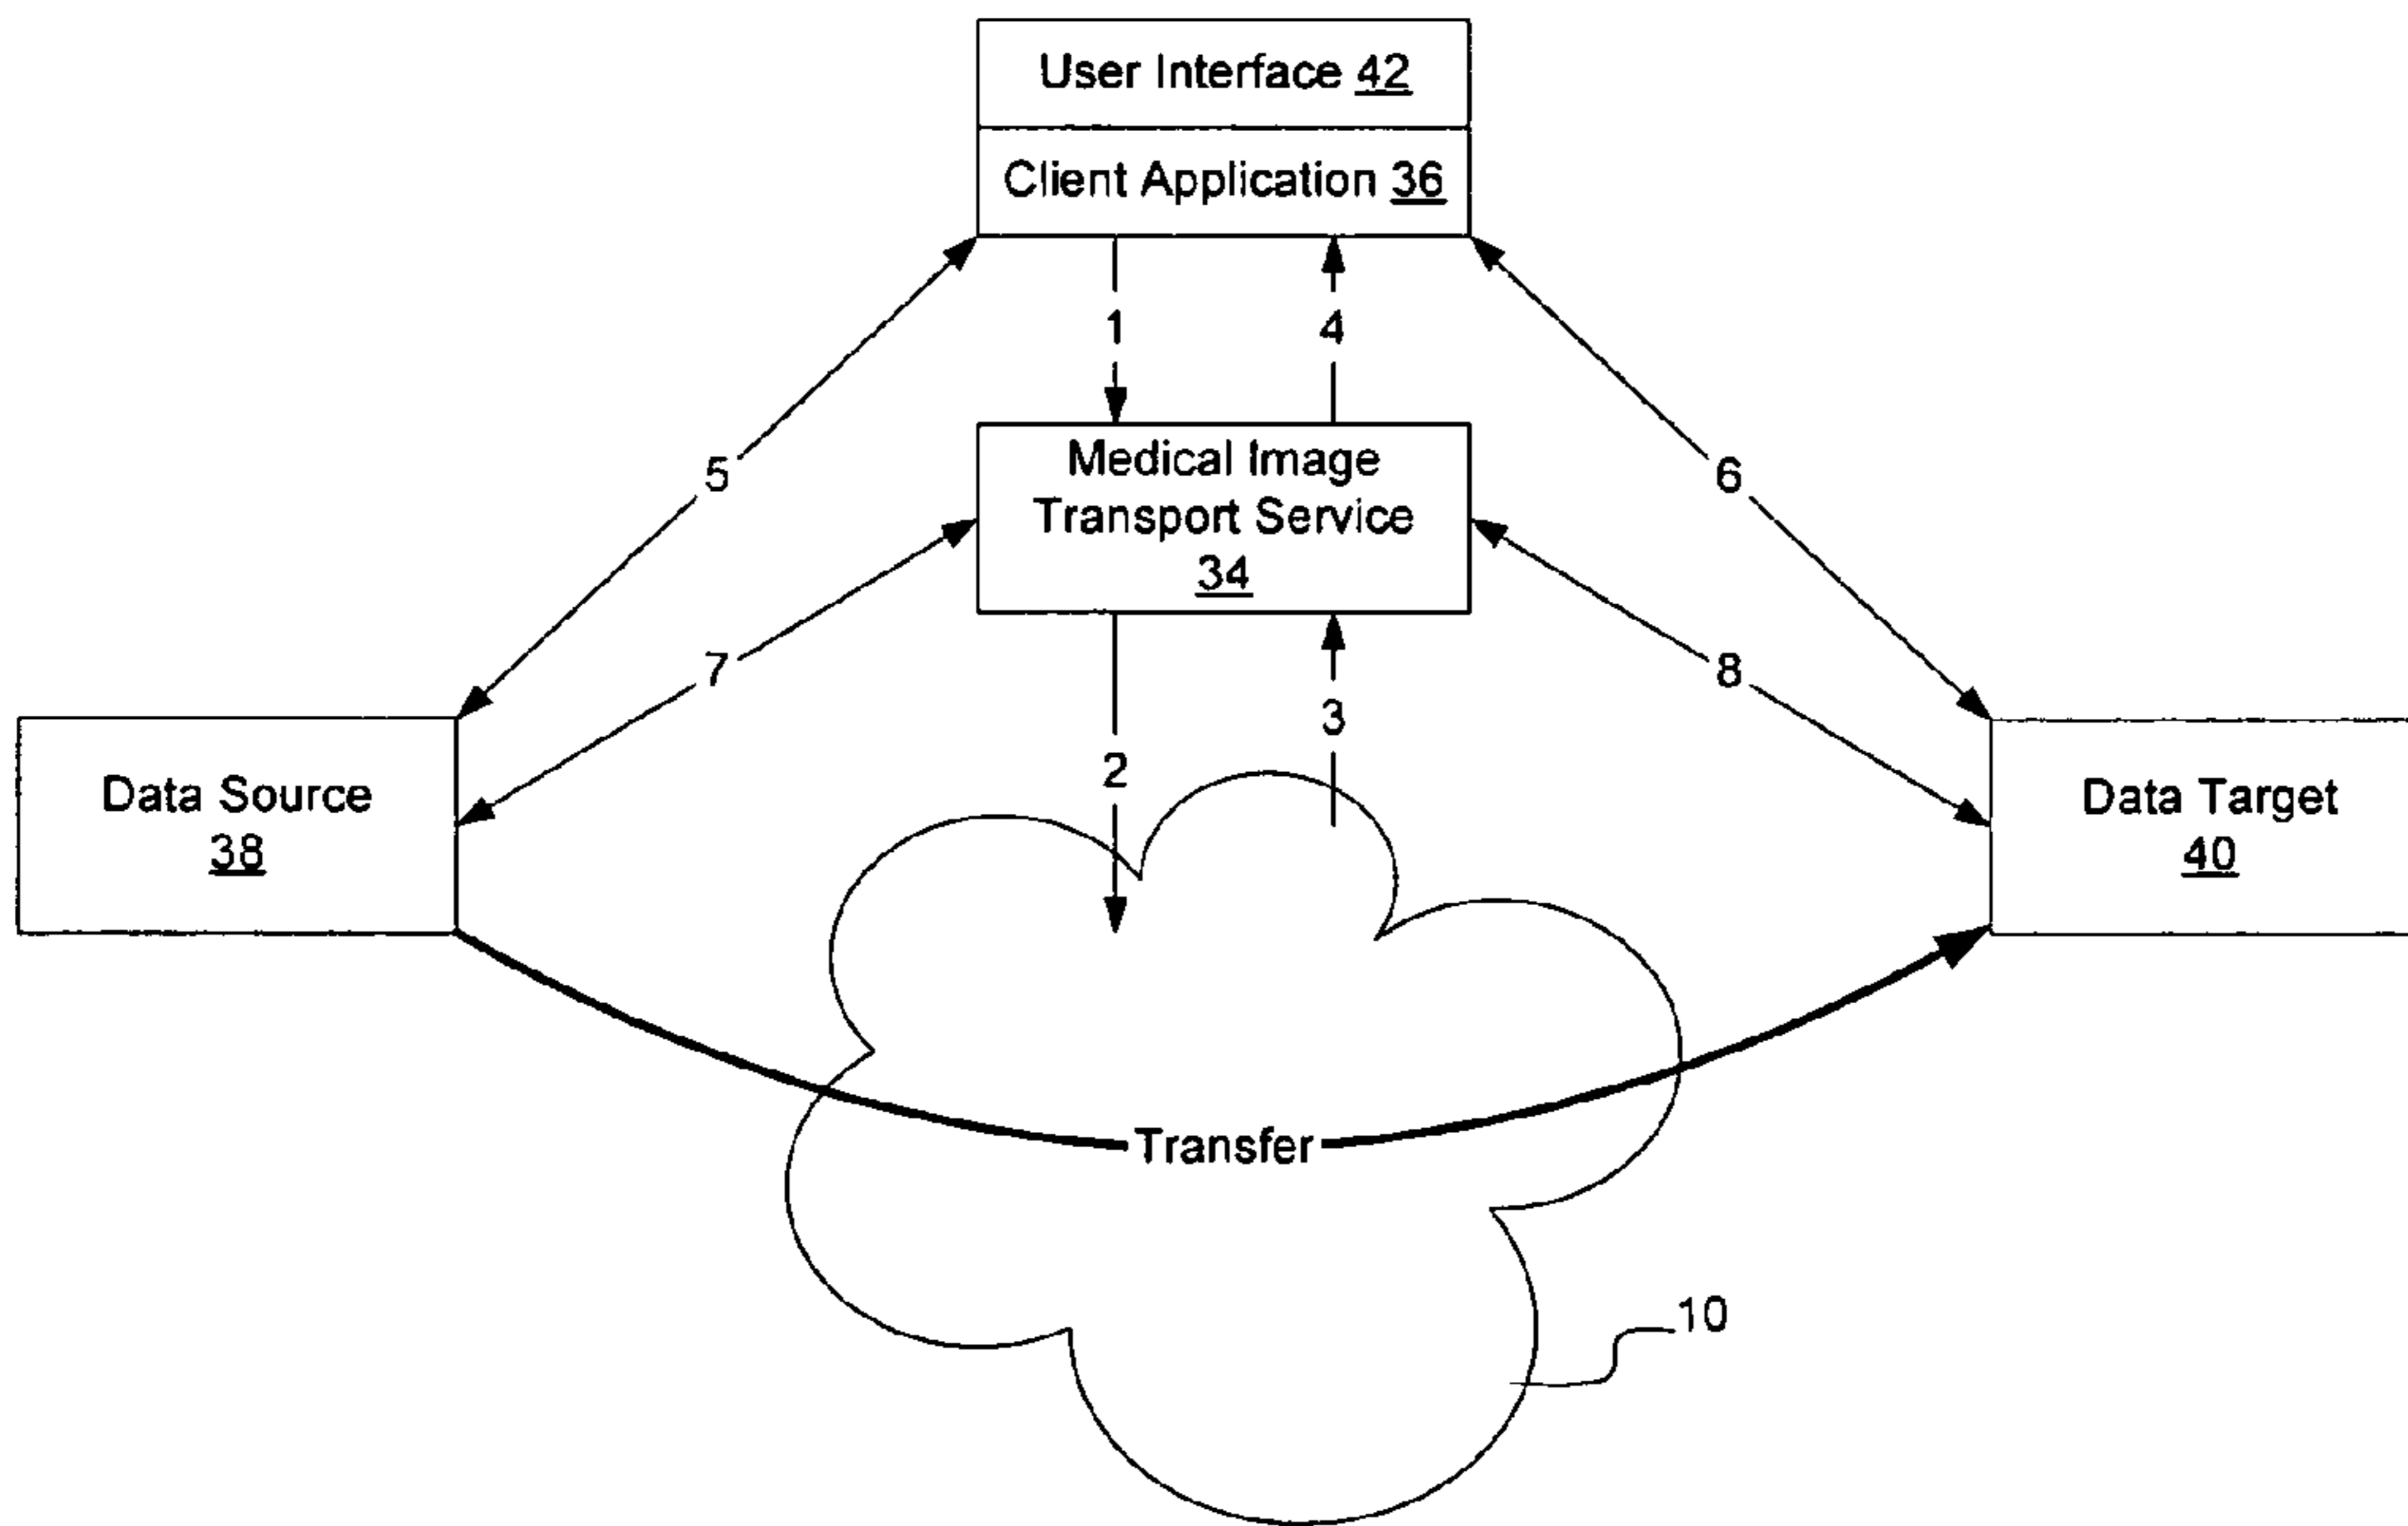 User Interface 42
Client Application 36
1
4
5
6
Medical Image
Transport Service
34
7
8
3
2
Data Source
38
Data Target
40
Transfer
10